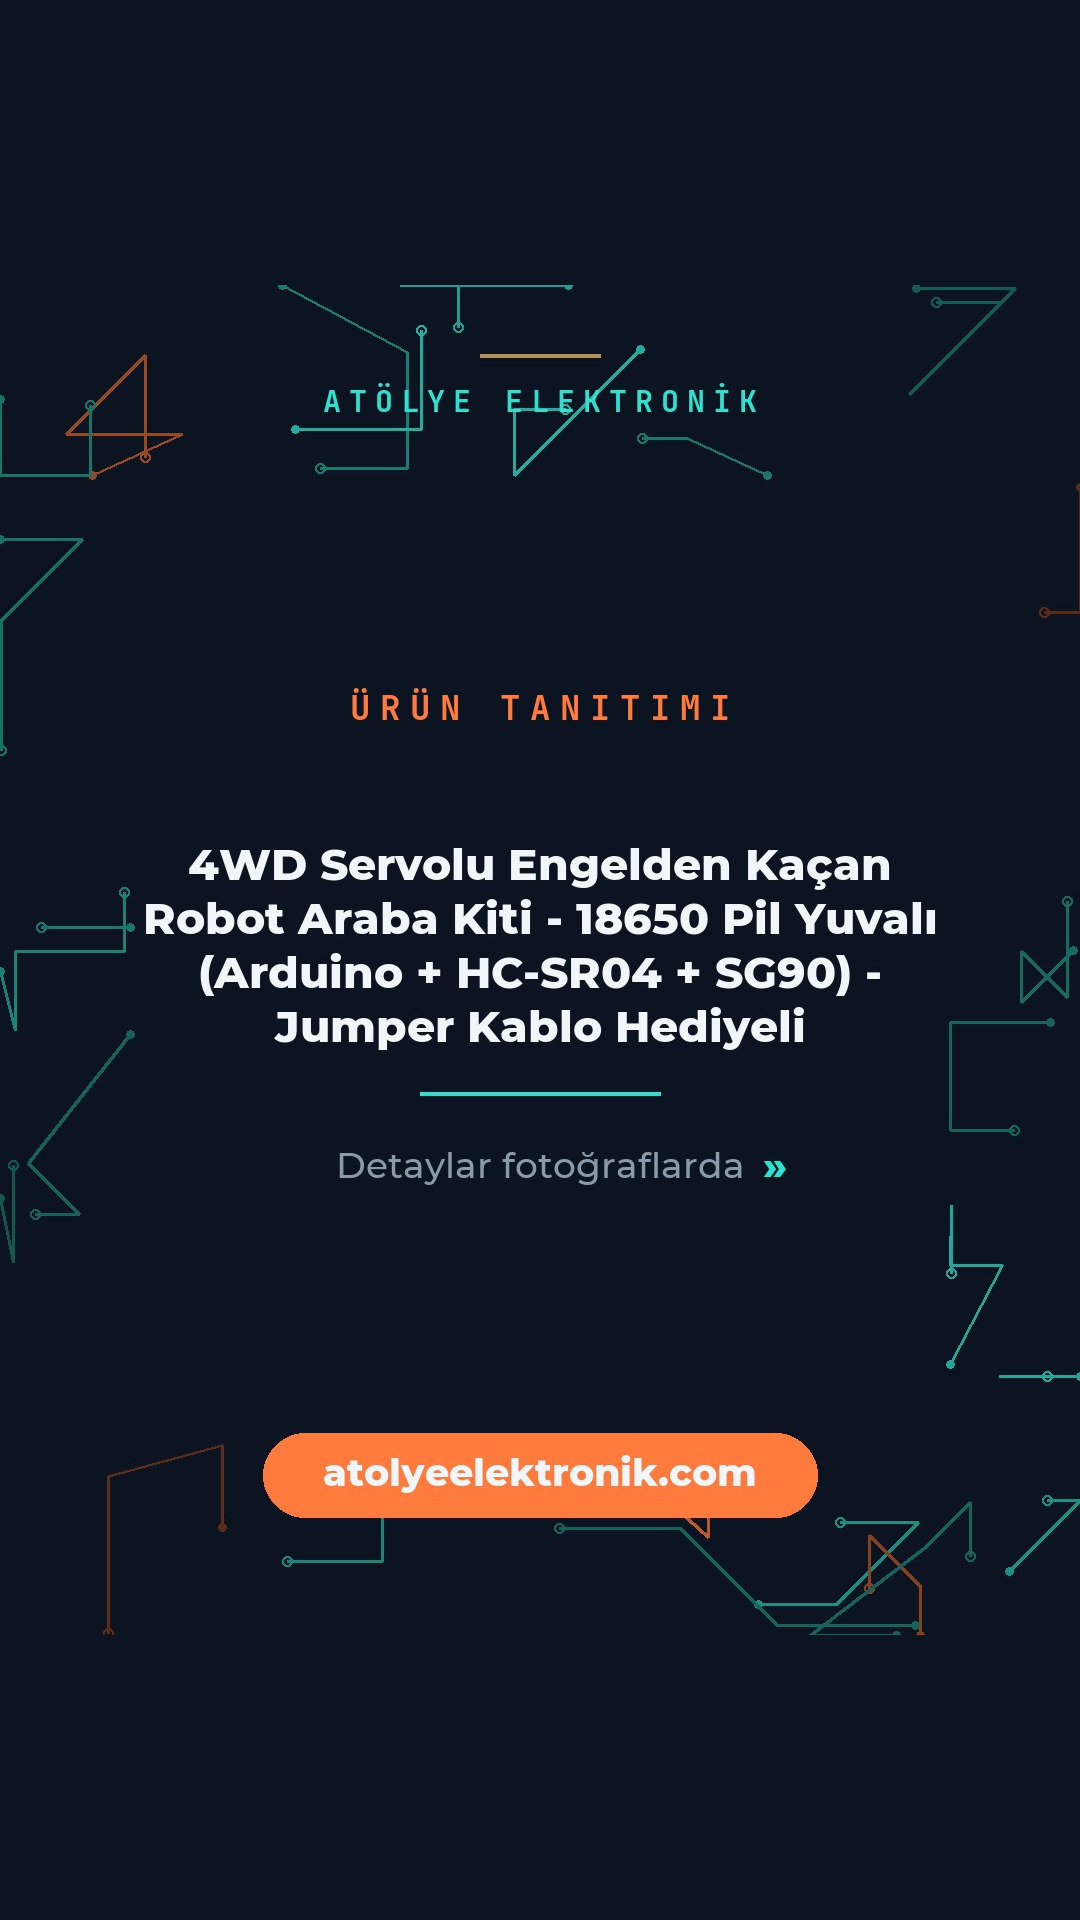 ATÖLYE ELEKTRONİK
ÜRÜN TANITIMI
4WD Servolu Engelden Kaçan
Robot Araba Kiti - 18650 Pil Yuvalı
(Arduino + HC-SR04 + SG90) -
Jumper Kablo Hediyeli
Detaylar fotoğraflarda »
atolyeelektronik.com